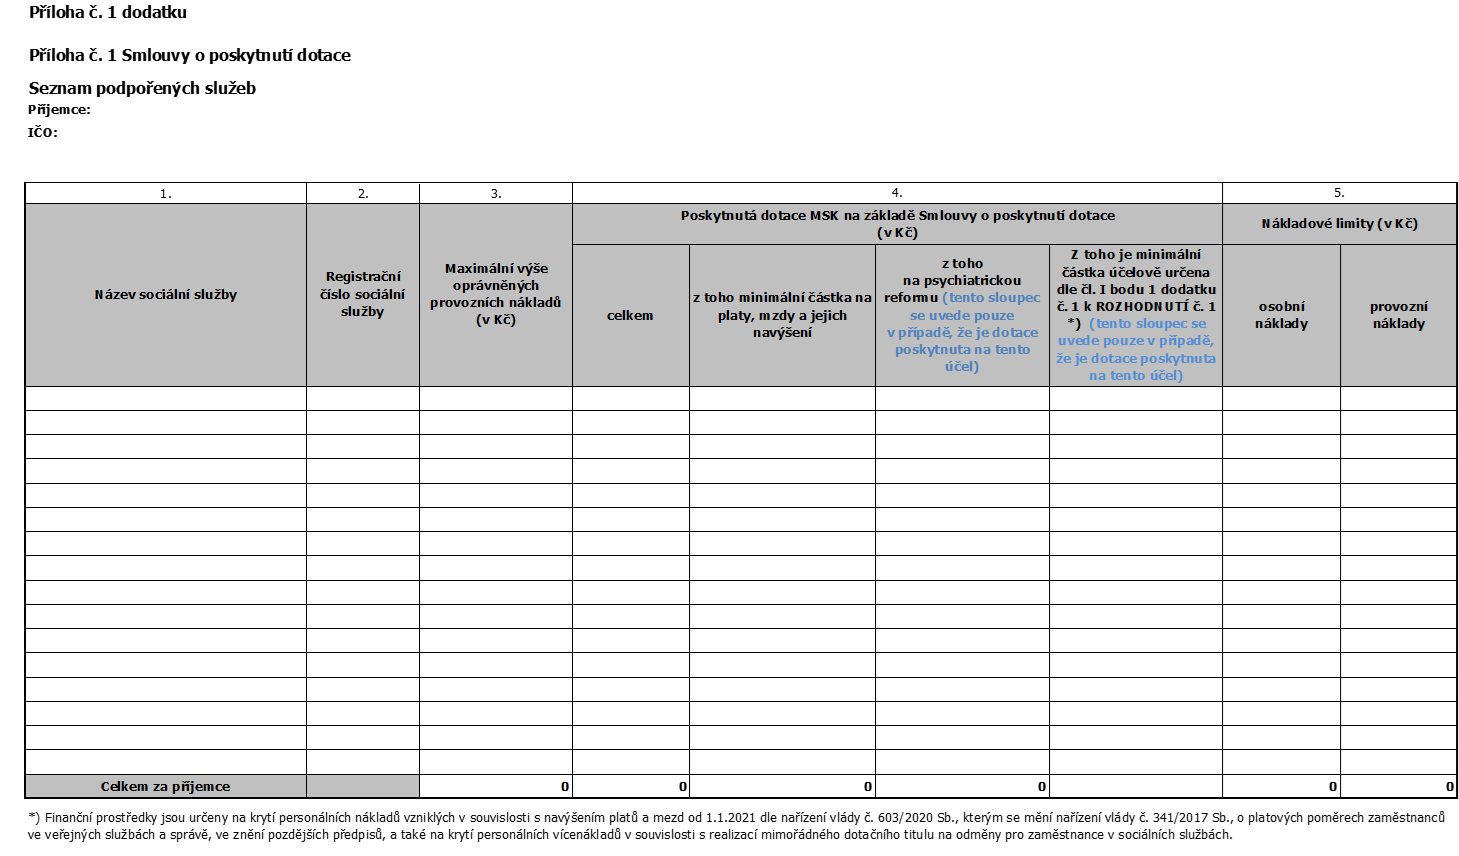 Příloha č. 1 dodatku
Příloha č. 1 Smlouvy o poskytnutí dotace
Seznam podpořených služeb
Příjemce:
IČO:
1.
2.
3.
4.
5.
Název sociální služby
Registrační
číslo sociální
služby
Maximální výše
oprávněných
provozních nákladů
(v Kč)
Poskytnutá dotace MSK na základě Smlouvy o poskytnutí dotace
(v Kč)
celkem
z toho minimální částka na
platy, mzdy a jejich
navýšení
z toho
na psychiatrickou
reformu (tento sloupec
se uvede pouze
v případě, že je dotace
poskytnuta na tento
účel)
Z toho je minimální
částka účelově určena
dle čl. I bodu 1 dodatku
č. 1 k ROZHODNUTÍ č. 1
*) (tento sloupec se
uvede pouze v případě,
že je dotace poskytnuta
na tento účel)
Nákladové limity (v Kč)
osobní
náklady
provozní
náklady
Celkem za příjemce 0 0 0 0 0 0
*) Finanční prostředky jsou určeny na krytí personálních nákladů vzniklých v souvislosti s navýšením platů a mezd od 1.1.2021 dle nařízení vlády č. 603/2020 Sb., kterým se mění nařízení vlády č. 341/2017 Sb., o platových poměrech zaměstnanců
ve veřejných službách a správě, ve znění pozdějších předpisů, a také na krytí personálních vícenákladů v souvislosti s realizací mimořádného dotačního titulu na odměny pro zaměstnance v sociálních službách.